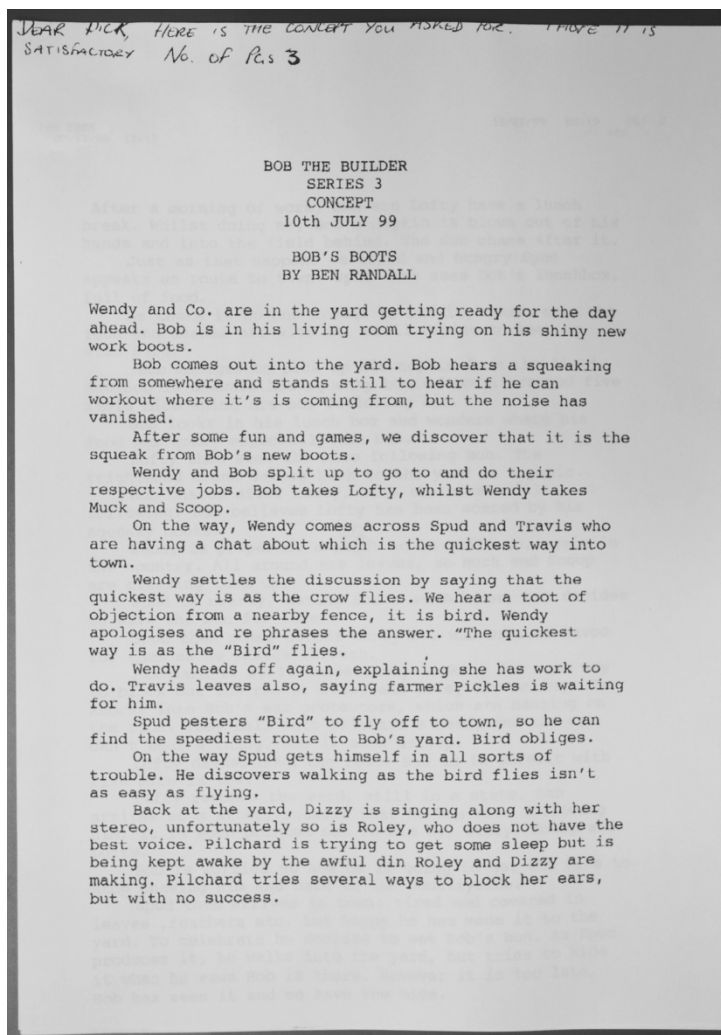 DEAR DICK, HERE IS THE CONCEPT YOU ASKED FOR. I HOPE IT IS
SATISFACTORY No. of PGS 3
BOB THE BUILDER
SERIES 3
CONCEPT
10th JULY 99
BOB'S BOOTS
BY BEN RANDALL
Wendy and Co. are in the yard getting ready for the day
ahead. Bob is in his living room trying on his shiny new
work boots.
Bob comes out into the yard. Bob hears a squeaking
from somewhere and stands still to hear if he can
workout where it's is coming from, but the noise has
vanished.
After some fun and games, we discover that it is the
squeak from Bob's new boots.
Wendy and Bob split up to go to and do their
respective jobs. Bob takes Lofty, whilst Wendy takes
Muck and Scoop.
On the way, Wendy comes across Spud and Travis who
are having a chat about which is the quickest way into
town.
Wendy settles the discussion by saying that the
quickest way is as the crow flies. We hear a toot of
objection from a nearby fence, it is bird. Wendy
apologises and re phrases the answer. "The quickest
way is as the "Bird" flies.
Wendy heads off again, explaining she has work to
do. Travis leaves also, saying farmer Pickles is waiting
for him.
Spud pesters "Bird" to fly off to town, so he can
find the speediest route to Bob's yard. Bird obliges.
On the way Spud gets himself in all sorts of
trouble. He discovers walking as the bird flies isn't
as easy as flying.
Back at the yard, Dizzy is singing along with her
stereo, unfortunately so is Roley, who does not have the
best voice. Pilchard is trying to get some sleep but is
being kept awake by the awful din Roley and Dizzy are
making. Pilchard tries several ways to block her ears,
but with no success.